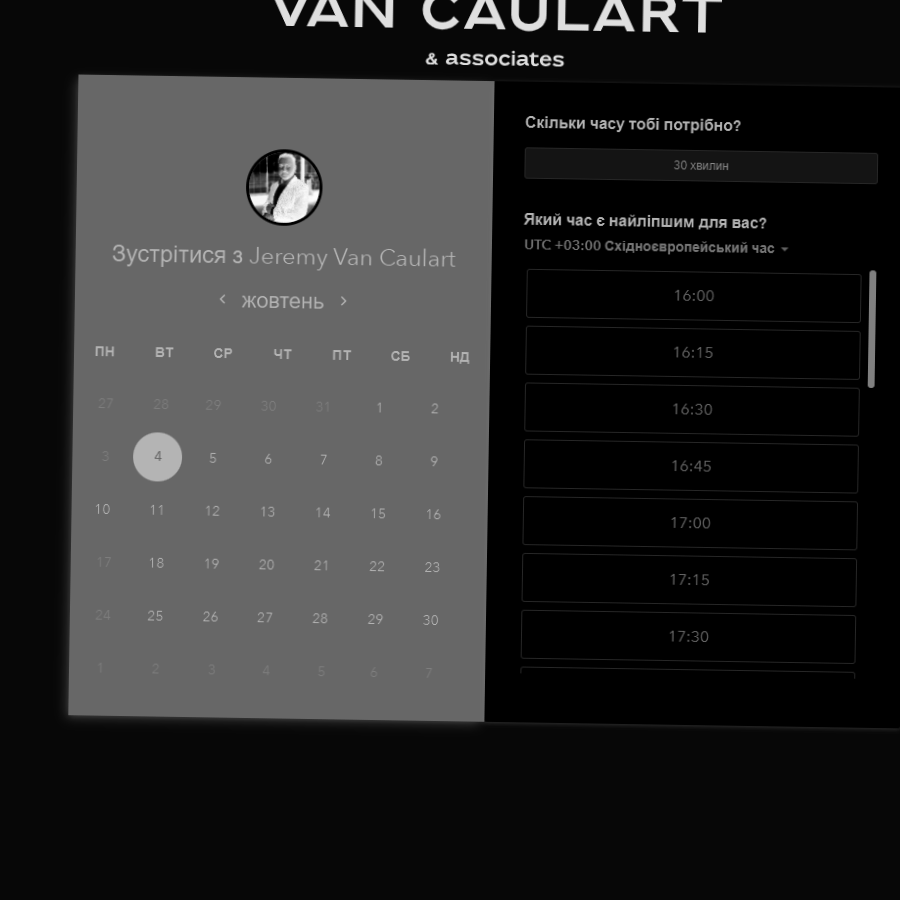 VAN CAULART
& associates
Зустрітися з Jeremy Van Caulart
жовтень
ПН ВТ СР ЧТ ПТ СБ НД
27 28 29 30 31 1 2
3 4 5 6 7 8 9
10 11 12 13 14 15 16
17 18 19 20 21 22 23
24 25 26 27 28 29 30
1 2 3 4 5 6 7
Скільки часу тобі потрібно?
30 хвилин
Який час є найліпшим для вас?
UTC +03:00 Східноєвропейський час
16:00
16:15
16:30
16:45
17:00
17:15
17:30